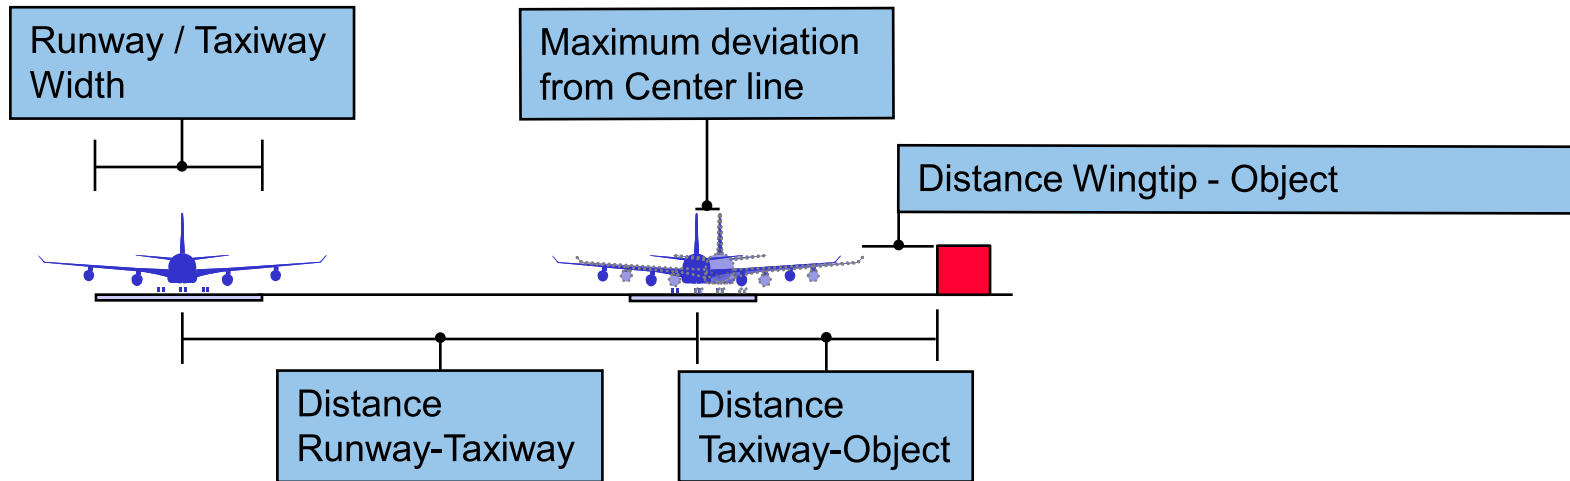 Runway / Taxiway
Width
Maximum deviation
from Center line
Distance Wingtip - Object
Distance
Runway-Taxiway
Distance
Taxiway-Object